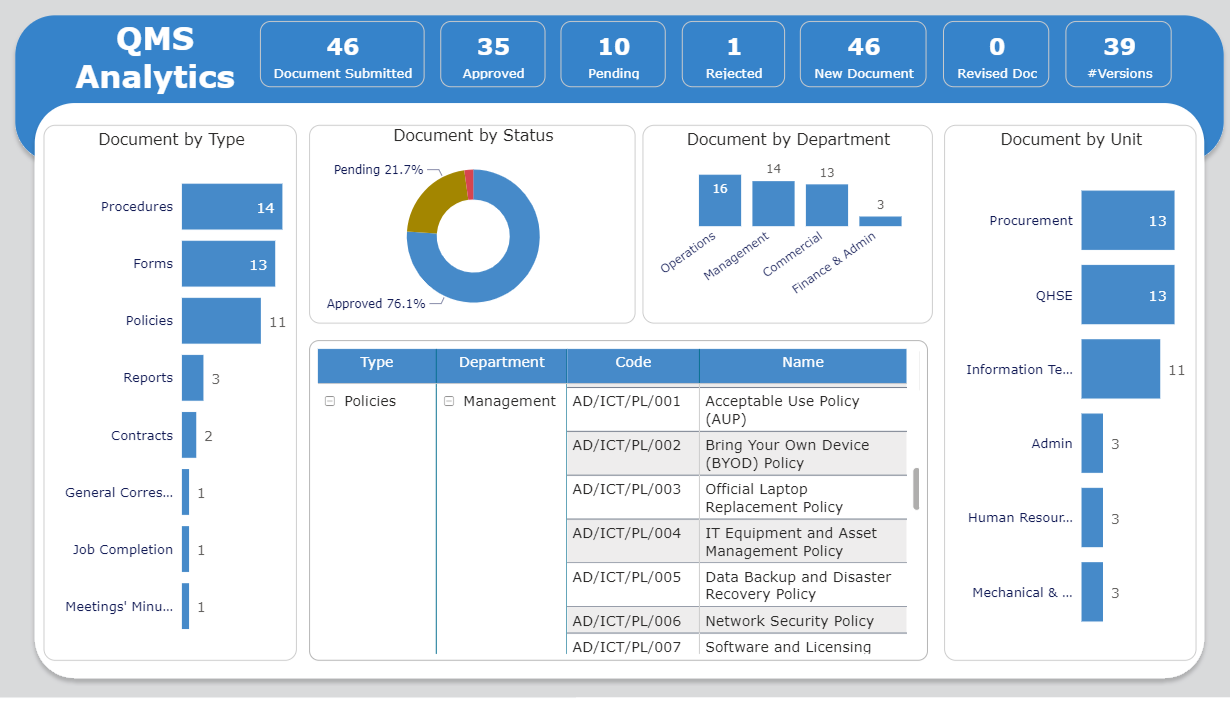 QMS
Analytics
46
Document Submitted
35
Approved
10
Pending
1
Rejected
46
New Document
0
Revised Doc
39
#Versions
Document by Type
Procedures 14
Forms 13
Policies 11
Reports 3
Contracts 2
General Corres... 1
Job Completion 1
Meetings' Minu... 1
Document by Status
Pending 21.7%
Approved 76.1%
Document by Department
16 14 13 3
Operations
Management
Commercial
Finance & Admin
Type Department Code Name
Policies Management AD/ICT/PL/001 Acceptable Use Policy
(AUP)
AD/ICT/PL/002 Bring Your Own Device
(BYOD) Policy
AD/ICT/PL/003 Official Laptop
Replacement Policy
AD/ICT/PL/004 IT Equipment and Asset
Management Policy
AD/ICT/PL/005 Data Backup and Disaster
Recovery Policy
AD/ICT/PL/006 Network Security Policy
AD/ICT/PL/007 Software and Licensing
Document by Unit
Procurement 13
QHSE 13
Information Te... 11
Admin 3
Human Resour... 3
Mechanical & ... 3